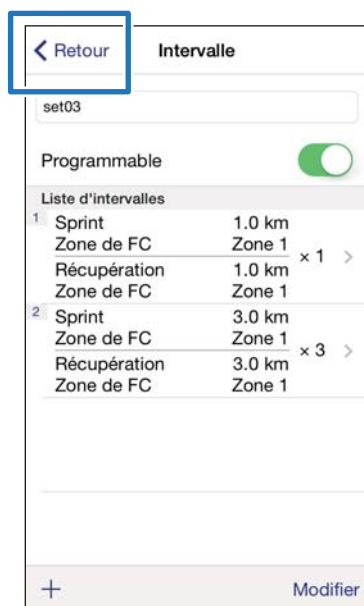 Retour Intervalle
set03
Programmable
Liste d'intervalles
1 Sprint 1.0 km
Zone de FC Zone 1
× 1
Récupération 1.0 km
Zone de FC Zone 1
2 Sprint 3.0 km
Zone de FC Zone 1
× 3
Récupération 3.0 km
Zone de FC Zone 1
+ Modifier